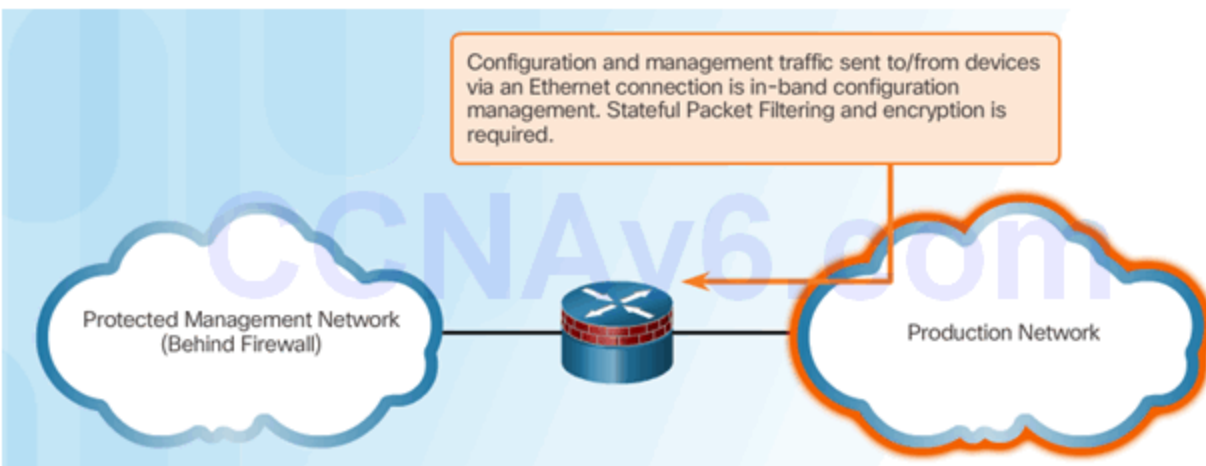 Configuration and management traffic sent to/from devices
via an Ethernet connection is in-band configuration
management. Stateful Packet Filtering and encryption is
required.
CCNAv6.com
Protected Management Network
(Behind Firewall)
Production Network